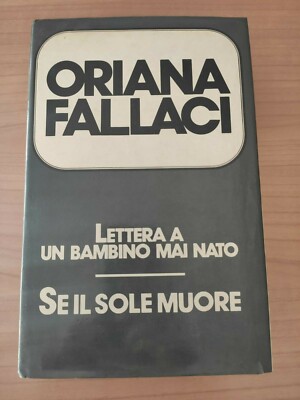 ORIANA
FALLACI
LETTERA A
UN BAMBINO MAI NATO
SE IL SOLE MUORE